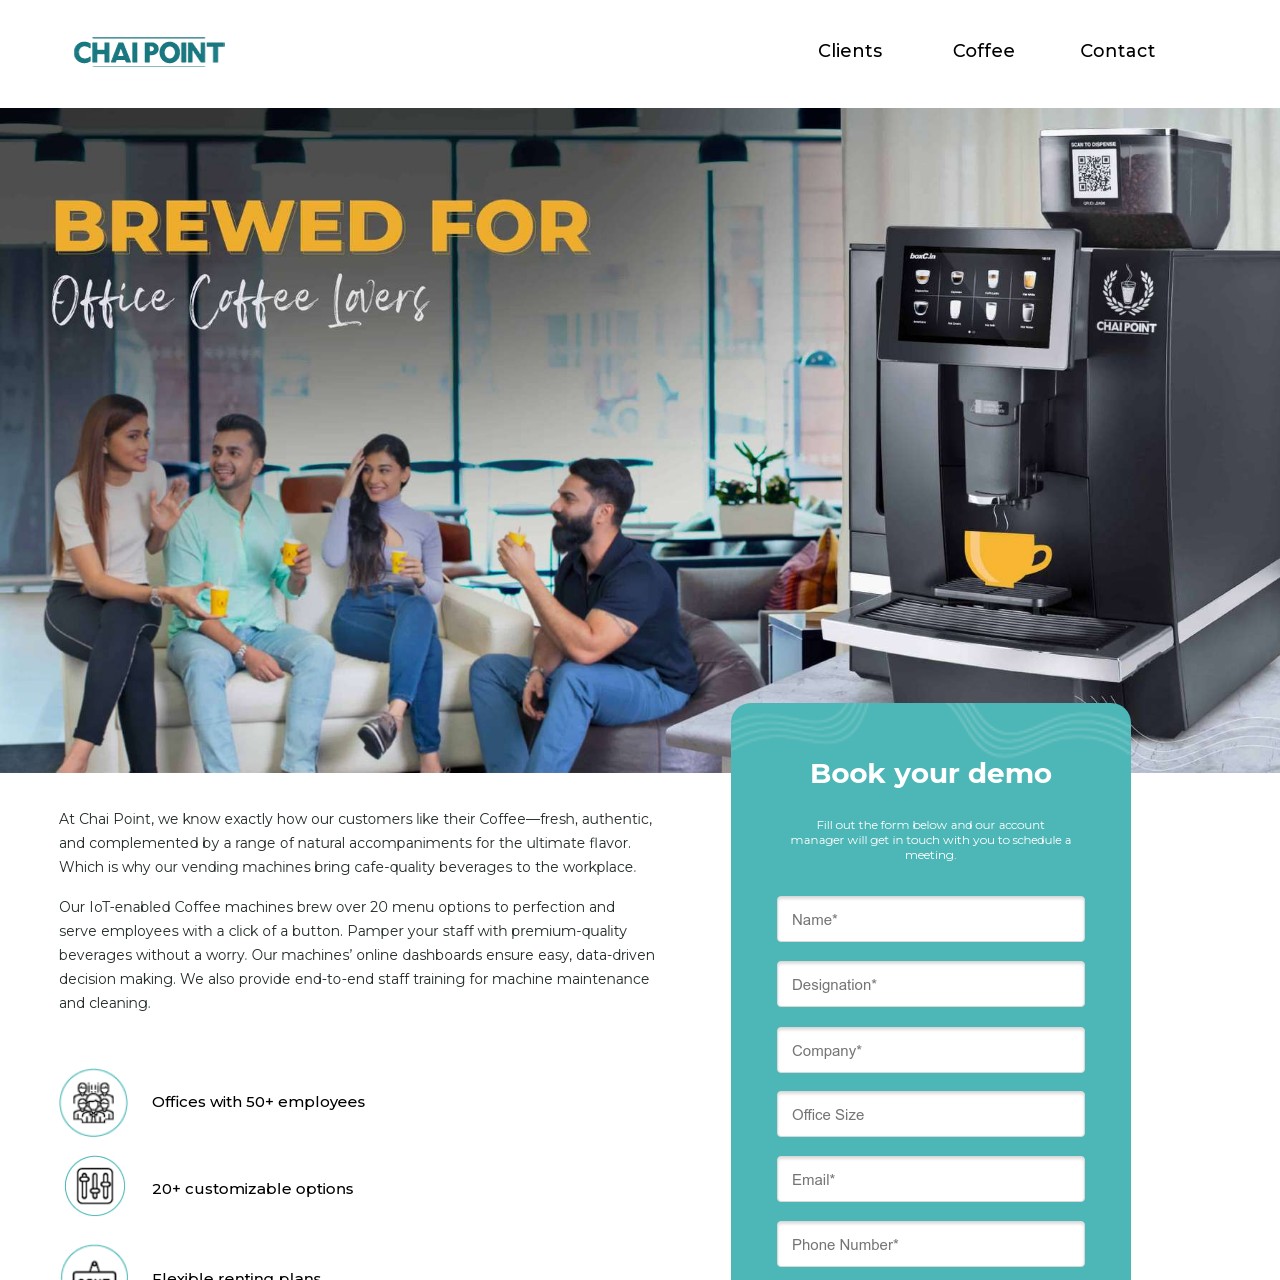 CHAI POINT
Clients
Coffee
Contact
BREWED FOR
Office Coffee Lovers
SCAN TO DISPENSE
boxC.in
CHAI POINT
At Chai Point, we know exactly how our customers like their Coffee—fresh, authentic,
and complemented by a range of natural accompaniments for the ultimate flavor.
Which is why our vending machines bring cafe-quality beverages to the workplace.
Our IoT-enabled Coffee machines brew over 20 menu options to perfection and
serve employees with a click of a button. Pamper your staff with premium-quality
beverages without a worry. Our machines’ online dashboards ensure easy, data-driven
decision making. We also provide end-to-end staff training for machine maintenance
and cleaning.
Offices with 50+ employees
20+ customizable options
Flexible renting plans
Book your demo
Fill out the form below and our account
manager will get in touch with you to schedule a
meeting.
Name*
Designation*
Company*
Office Size
Email*
Phone Number*